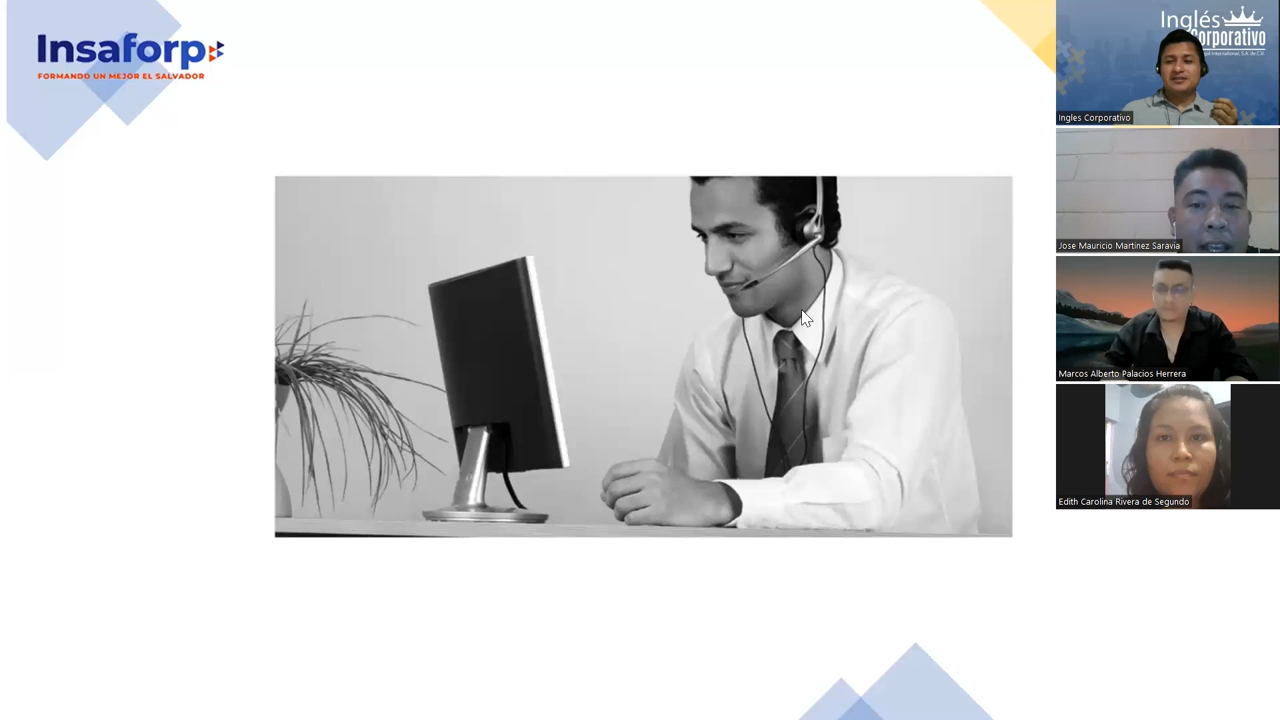 Insaforp
FORMANDO UN MEJOR EL SALVADOR
Inglés
Corporativo
Ingles Corporativo
Jose Mauricio Martinez Saravia
Marcos Alberto Palacios Herrera
Edith Carolina Rivera de Segundo